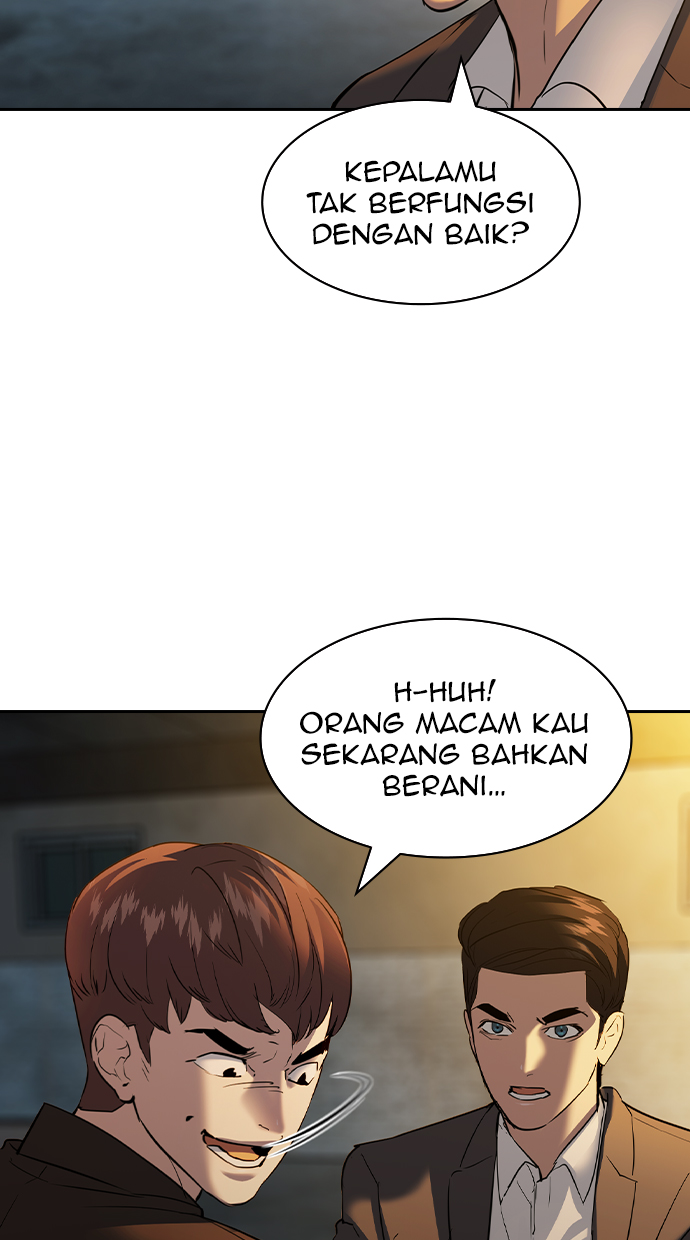 KEPALAMU
TAK BERFUNGSI
DENGAN BAIK?
H-HUH!
ORANG MACAM KAU
SEKARANG BAHKAN
BERANI...